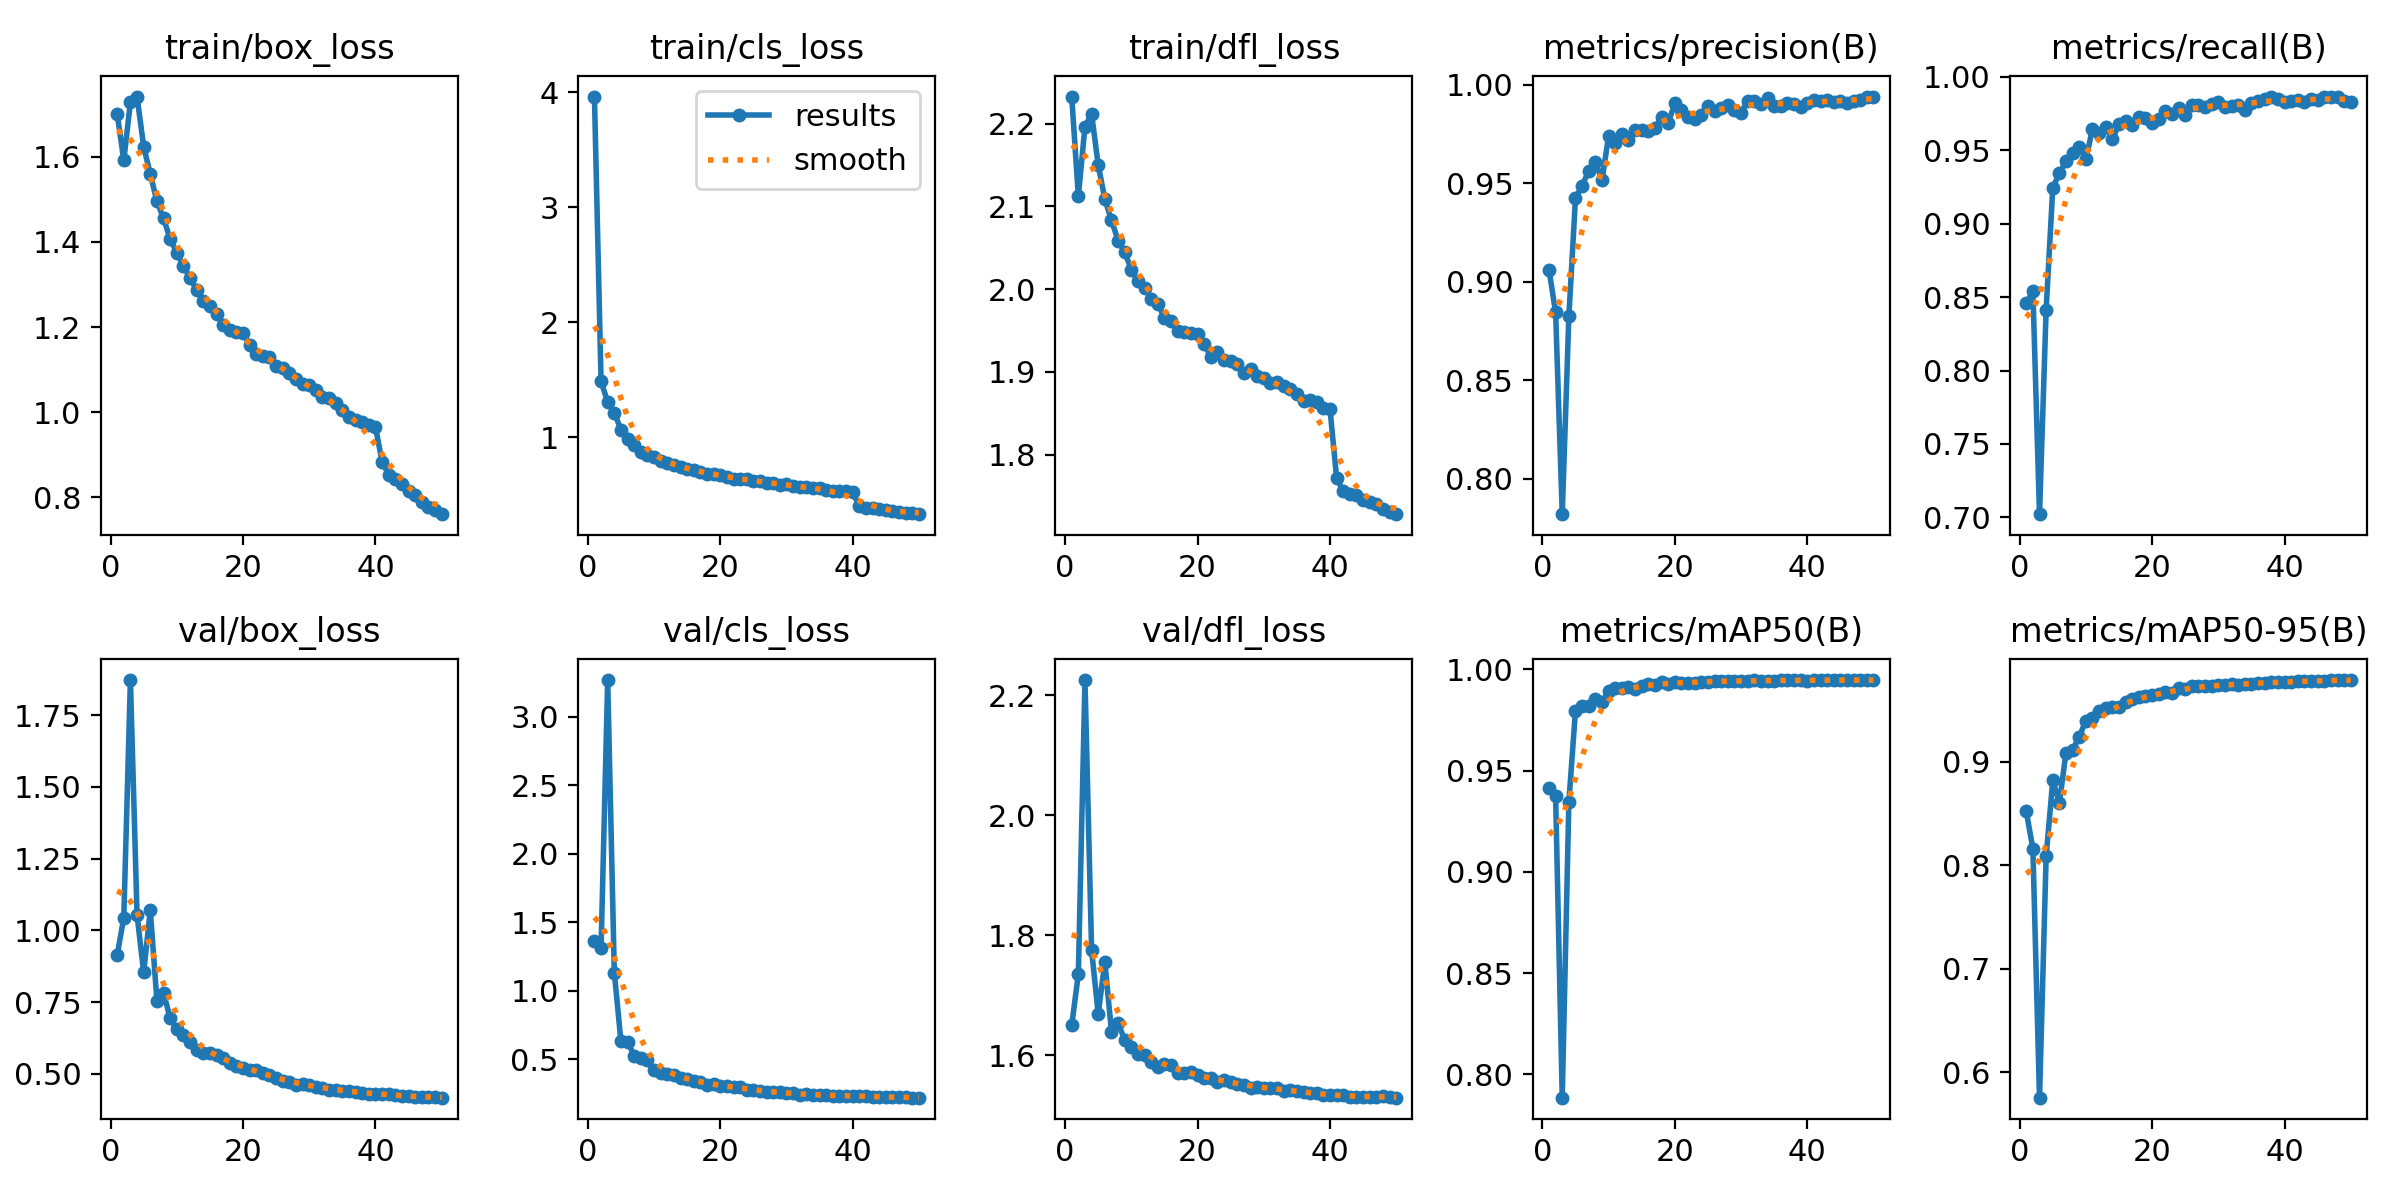 train/box_loss
1.6
1.4
1.2
1.0
0.8
0 20 40
train/cls_loss
results
smooth
4
3
2
1
0 20 40
train/dfl_loss
2.2
2.1
2.0
1.9
1.8
0 20 40
metrics/precision(B)
1.00
0.95
0.90
0.85
0.80
0 20 40
metrics/recall(B)
1.00
0.95
0.90
0.85
0.80
0.75
0.70
0 20 40
val/box_loss
1.75
1.50
1.25
1.00
0.75
0.50
0 20 40
val/cls_loss
3.0
2.5
2.0
1.5
1.0
0.5
0 20 40
val/dfl_loss
2.2
2.0
1.8
1.6
0 20 40
metrics/mAP50(B)
1.00
0.95
0.90
0.85
0.80
0 20 40
metrics/mAP50-95(B)
0.9
0.8
0.7
0.6
0 20 40